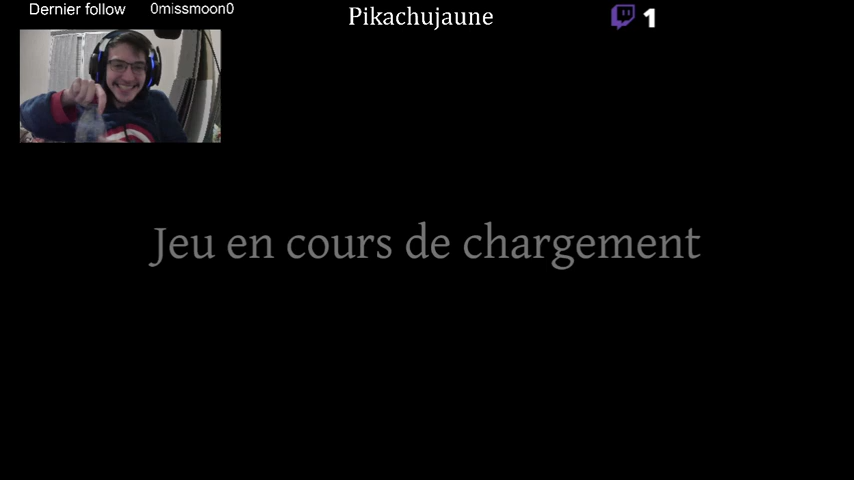 Dernier follow 0missmoon0
Pikachujaune
1
Jeu en cours de chargement